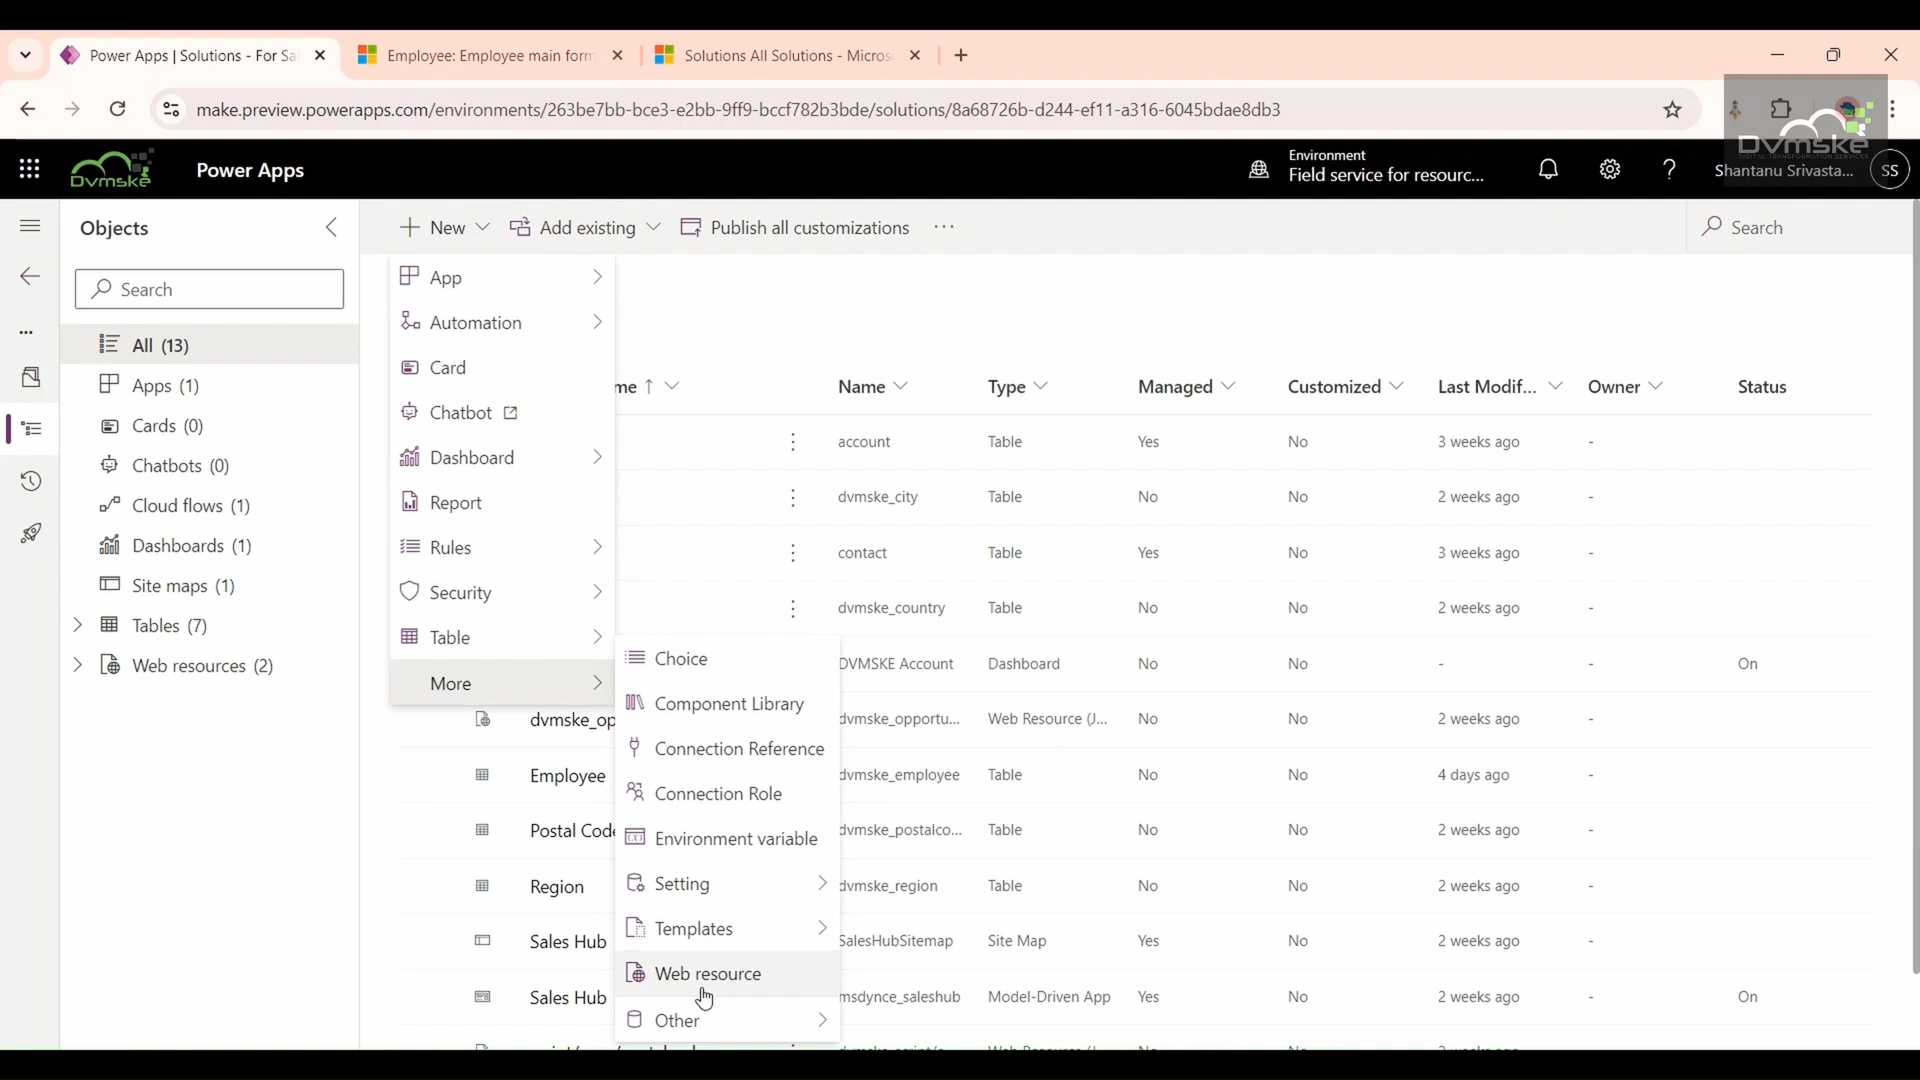 Power Apps | Solutions - For Sa
Employee: Employee main form
Solutions All Solutions - Micros
make.preview.powerapps.com/environments/263be7bb-bce3-e2bb-9ff9-bccf782b3bde/solutions/8a68726b-d244-ef11-a316-6045bdae8db3
Dvmske
DIGITAL TRANSFORMATION SERVICES
Dvmske
Power Apps
Environment
Field service for resourc...
Shantanu Srivasta...
SS
Objects
New
Add existing
Publish all customizations
Search
Search
All (13)
Apps (1)
Cards (0)
Chatbots (0)
Cloud flows (1)
Dashboards (1)
Site maps (1)
Tables (7)
Web resources (2)
App
Automation
Card
Chatbot
Dashboard
Report
Rules
Security
Table
More
Choice
Component Library
Connection Reference
Connection Role
Environment variable
Setting
Templates
Web resource
Other
me ↑ Name Type Managed Customized Last Modif... Owner Status
account Table Yes No 3 weeks ago -
dvmske_city Table No No 2 weeks ago -
contact Table Yes No 3 weeks ago -
dvmske_country Table No No 2 weeks ago -
DVMSKE Account Dashboard No No - - On
dvmske_op dvmske_opportu... Web Resource (J... No No 2 weeks ago -
Employee dvmske_employee Table No No 4 days ago -
Postal Code dvmske_postalco... Table No No 2 weeks ago -
Region dvmske_region Table No No 2 weeks ago -
Sales Hub SalesHubSitemap Site Map Yes No 2 weeks ago -
Sales Hub msdynce_saleshub Model-Driven App Yes No 2 weeks ago - On